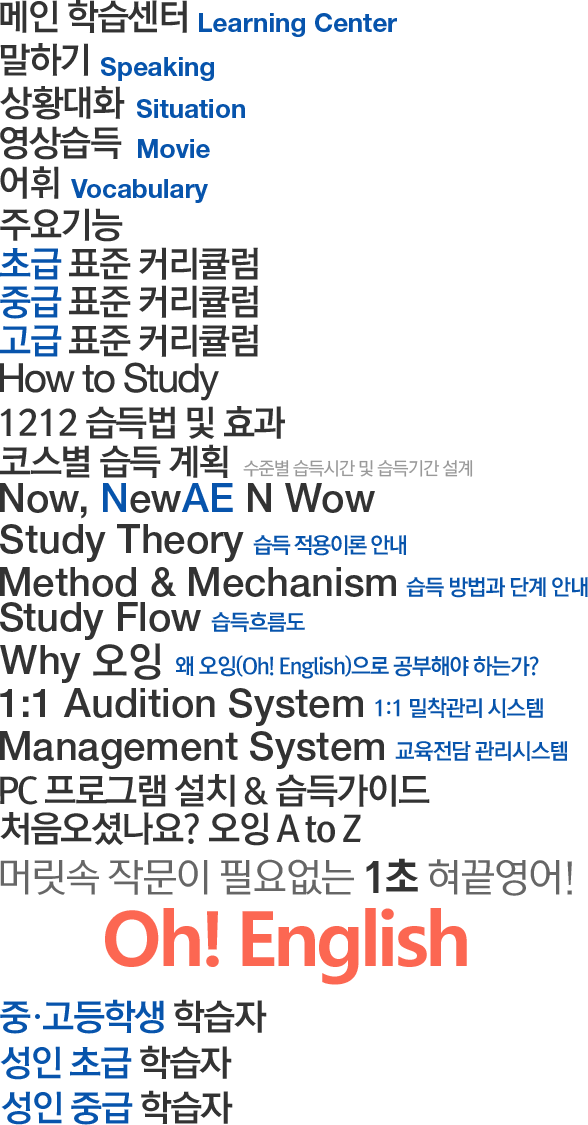 메인 학습센터 Learning Center
말하기 Speaking
상황대화 Situation
영상습득 Movie
어휘 Vocabulary
주요기능
초급 표준 커리큘럼
중급 표준 커리큘럼
고급 표준 커리큘럼
How to Study
1212 습득법 및 효과
코스별 습득 계획 수준별 습득시간 및 습득기간 설계
Now, NewAE N Wow
Study Theory 습득 적용이론 안내
Method & Mechanism 습득 방법과 단계 안내
Study Flow 습득흐름도
Why 오잉 왜 오잉(Oh! English)으로 공부해야 하는가?
1:1 Audition System 1:1 밀착관리 시스템
Management System 교육전담 관리시스템
PC 프로그램 설치 & 습득가이드
처음오셨나요? 오잉 A to Z
머릿속 작문이 필요없는 1초 혀끝영어!
Oh! English
중·고등학생 학습자
성인 초급 학습자
성인 중급 학습자